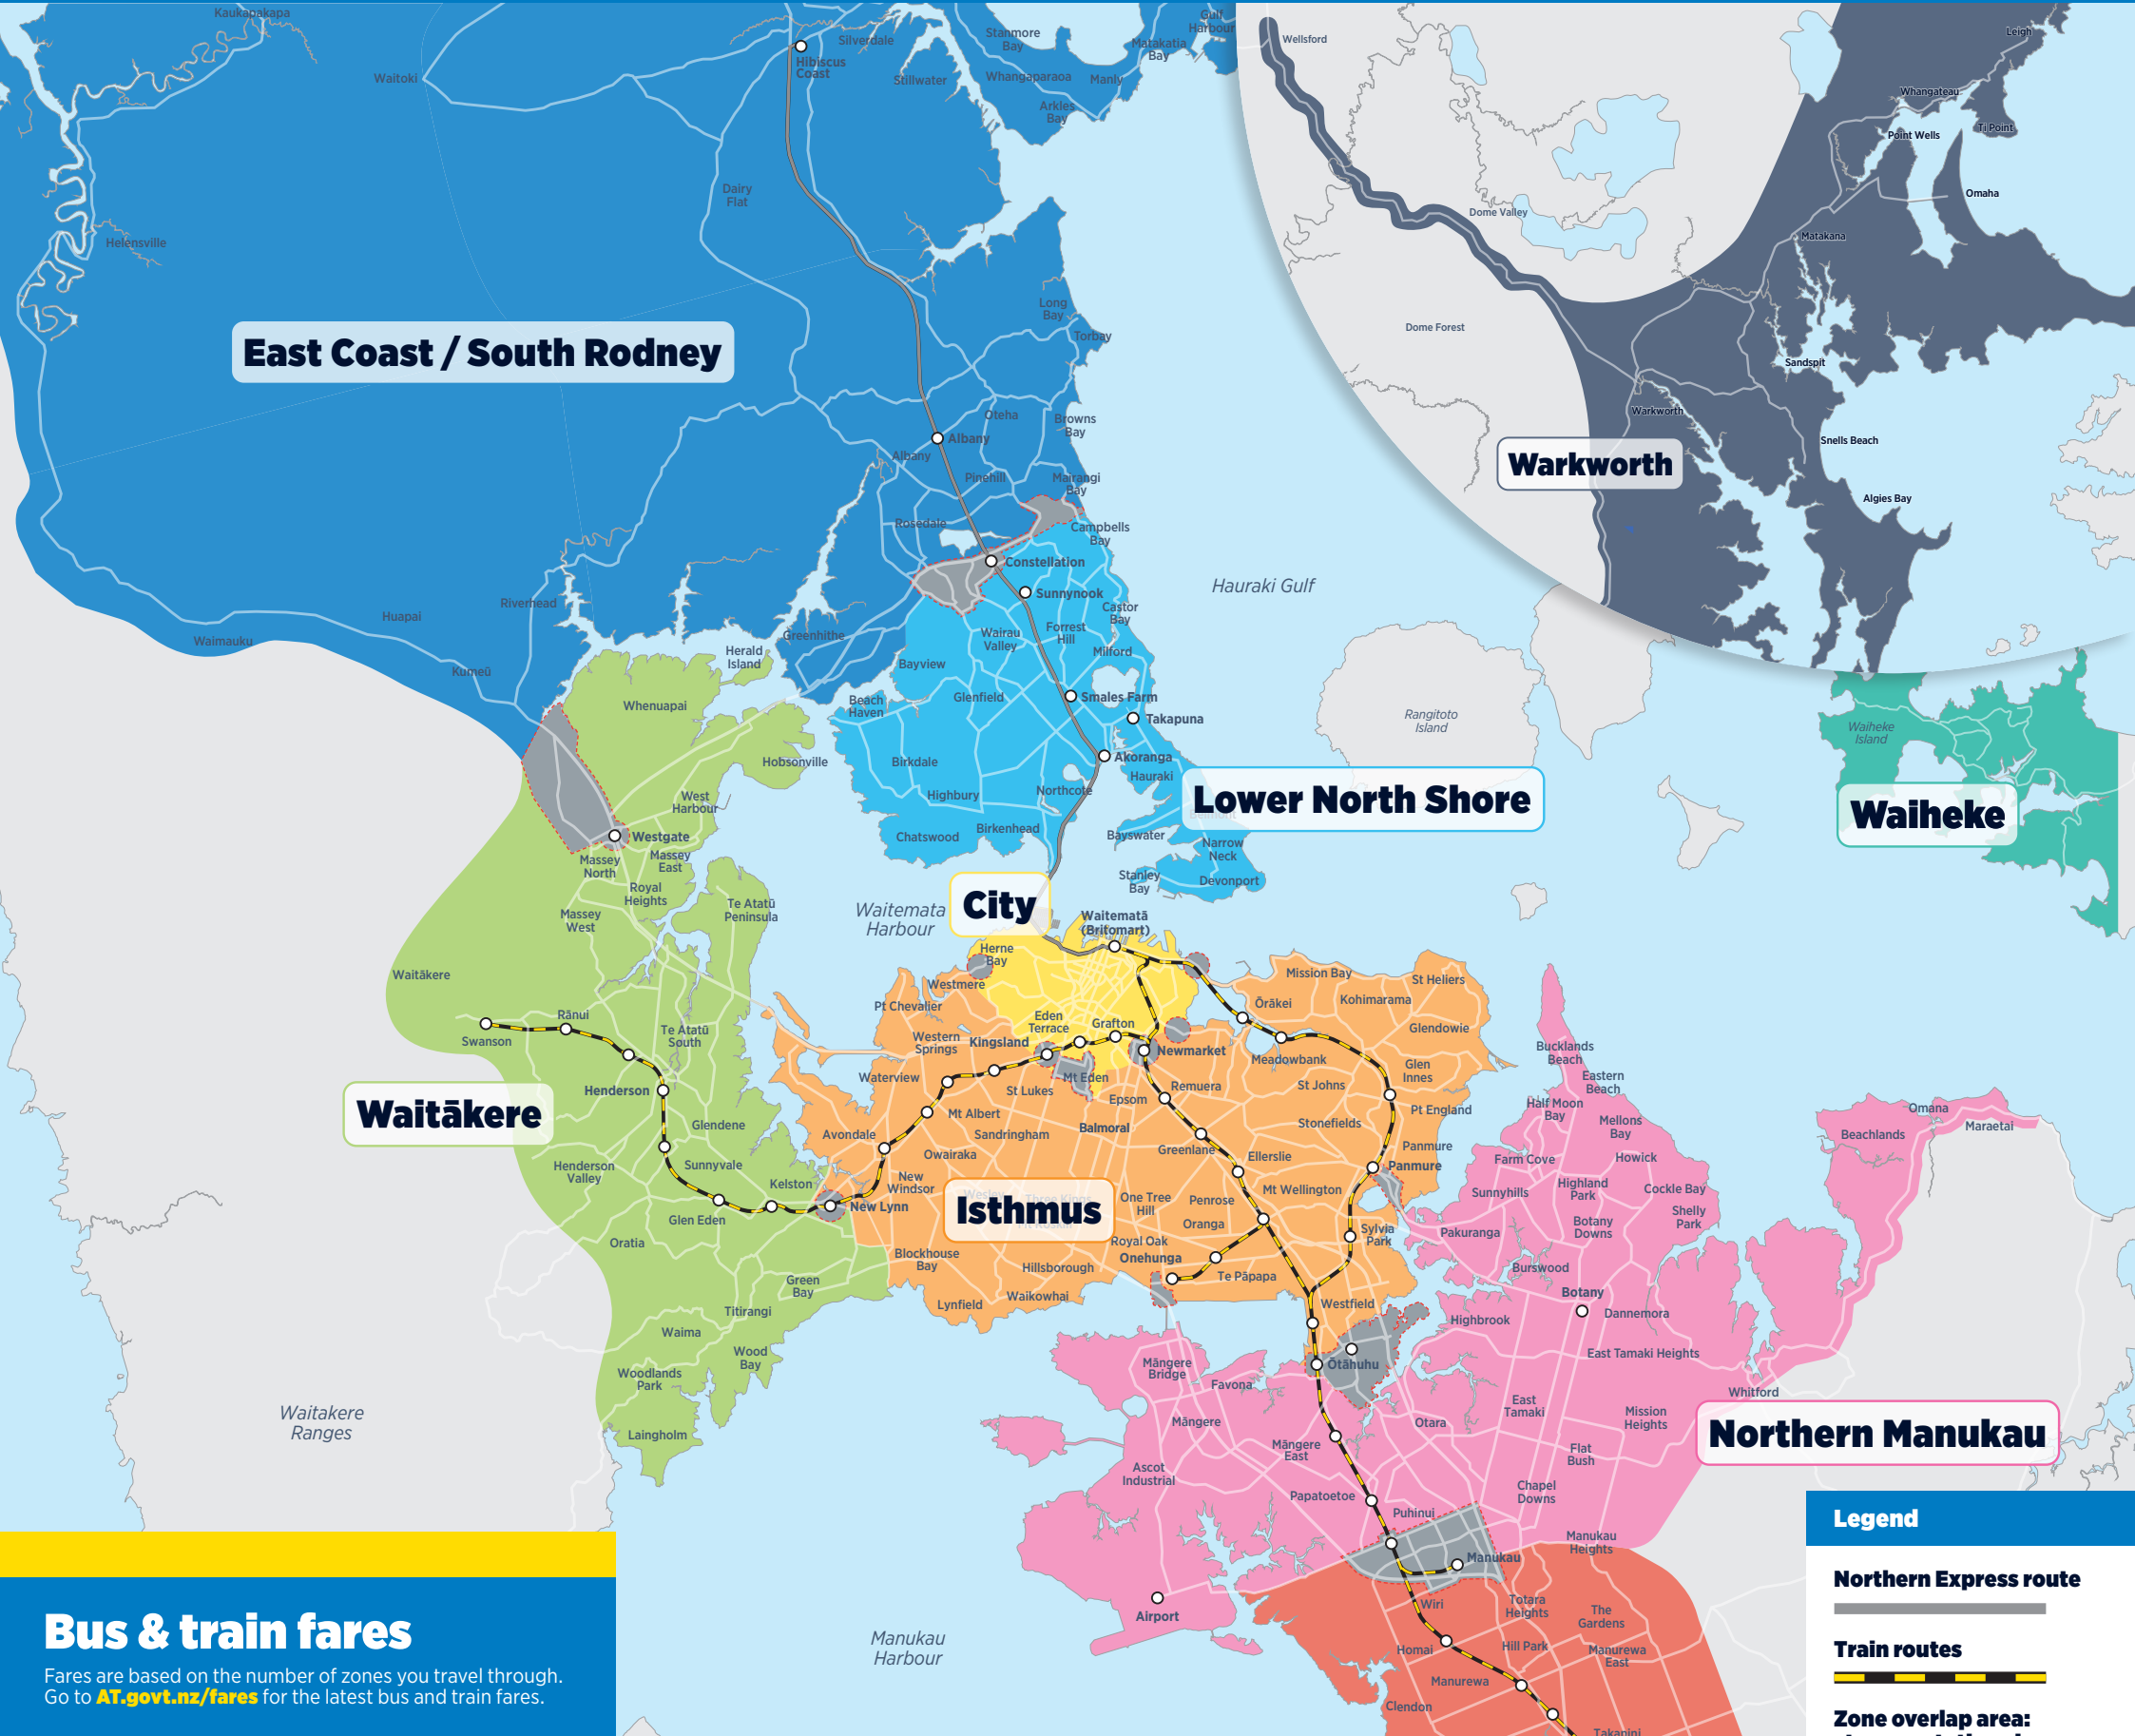 Kaukapakapa
Waitoki
Helensville
Hibiscus
Coast
Silverdale
Stillwater
Stanmore
Bay
Whangaparaoa
Manly
Arkles
Bay
Matakatia
Bay
Gulf
Harbour
Dairy
Flat
East Coast / South Rodney
Long
Bay
Torbay
Oteha
Browns
Bay
Albany
Albany
Pinehill
Mairangi
Bay
Rosedale
Campbells
Bay
Constellation
Sunnynook
Castor
Bay
Wairau
Valley
Forrest
Hill
Milford
Riverhead
Huapai
Waimauku
Kumeū
Greenhithe
Herald
Island
Whenuapai
Hobsonville
Bayview
Beach
Haven
Glenfield
Smales Farm
Takapuna
Akoranga
Hauraki
Birkdale
Highbury
Northcote
Birkenhead
Chatswood
Bayswater
Narrow
Neck
Stanley
Bay
Devonport
Lower North Shore
Hauraki Gulf
Rangitoto
Island
Wellsford
Dome Valley
Dome Forest
Leigh
Whangateau
Ti Point
Point Wells
Omaha
Matakana
Sandspit
Warkworth
Warkworth
Snells Beach
Algies Bay
Waiheke
Island
Waiheke
West
Harbour
Westgate
Massey
North
Massey
East
Royal
Heights
Massey
West
Te Atatū
Peninsula
Waitākere
Swanson
Rānui
Te Atatū
South
Henderson
Waitākere
Glendene
Henderson
Valley
Sunnyvale
Kelston
Glen Eden
New Lynn
Oratia
Green
Bay
Titirangi
Waima
Wood
Bay
Woodlands
Park
Laingholm
Waitakere
Ranges
Waitemata
Harbour
City
Waitematā
(Britomart)
Herne
Bay
Westmere
Pt Chevalier
Western
Springs
Eden
Terrace
Grafton
Kingsland
Newmarket
Waterview
St Lukes
Mt Eden
Remuera
Epsom
Mt Albert
Sandringham
Balmoral
Avondale
Owairaka
Greenlane
Ellerslie
New
Windsor
Isthmus
One Tree
Hill
Penrose
Mt Wellington
Oranga
Royal Oak
Onehunga
Te Pāpapa
Blockhouse
Bay
Hillsborough
Waikowhai
Lynfield
Mission Bay
St Heliers
Ōrākei
Kohimarama
Glendowie
Meadowbank
Glen
Innes
St Johns
Pt England
Stonefields
Panmure
Panmure
Sylvia
Park
Westfield
Ōtāhuhu
Bucklands
Beach
Eastern
Beach
Half Moon
Bay
Mellons
Bay
Farm Cove
Howick
Sunnyhills
Highland
Park
Cockle Bay
Shelly
Park
Pakuranga
Botany
Downs
Burswood
Botany
Dannemora
Highbrook
East Tamaki Heights
Beachlands
Omana
Maraetai
Whitford
Northern Manukau
Māngere
Bridge
Favona
Māngere
Māngere
East
Otara
East
Tamaki
Mission
Heights
Flat
Bush
Ascot
Industrial
Papatoetoe
Chapel
Downs
Puhinui
Manukau
Heights
Manukau
Airport
Wiri
Totara
Heights
The
Gardens
Homai
Hill Park
Manurewa
East
Manurewa
Clendon
Takanini
Manukau
Harbour
Bus & train fares
Fares are based on the number of zones you travel through.
Go to AT.govt.nz/fares for the latest bus and train fares.
Legend
Northern Express route
Train routes
Zone overlap area: